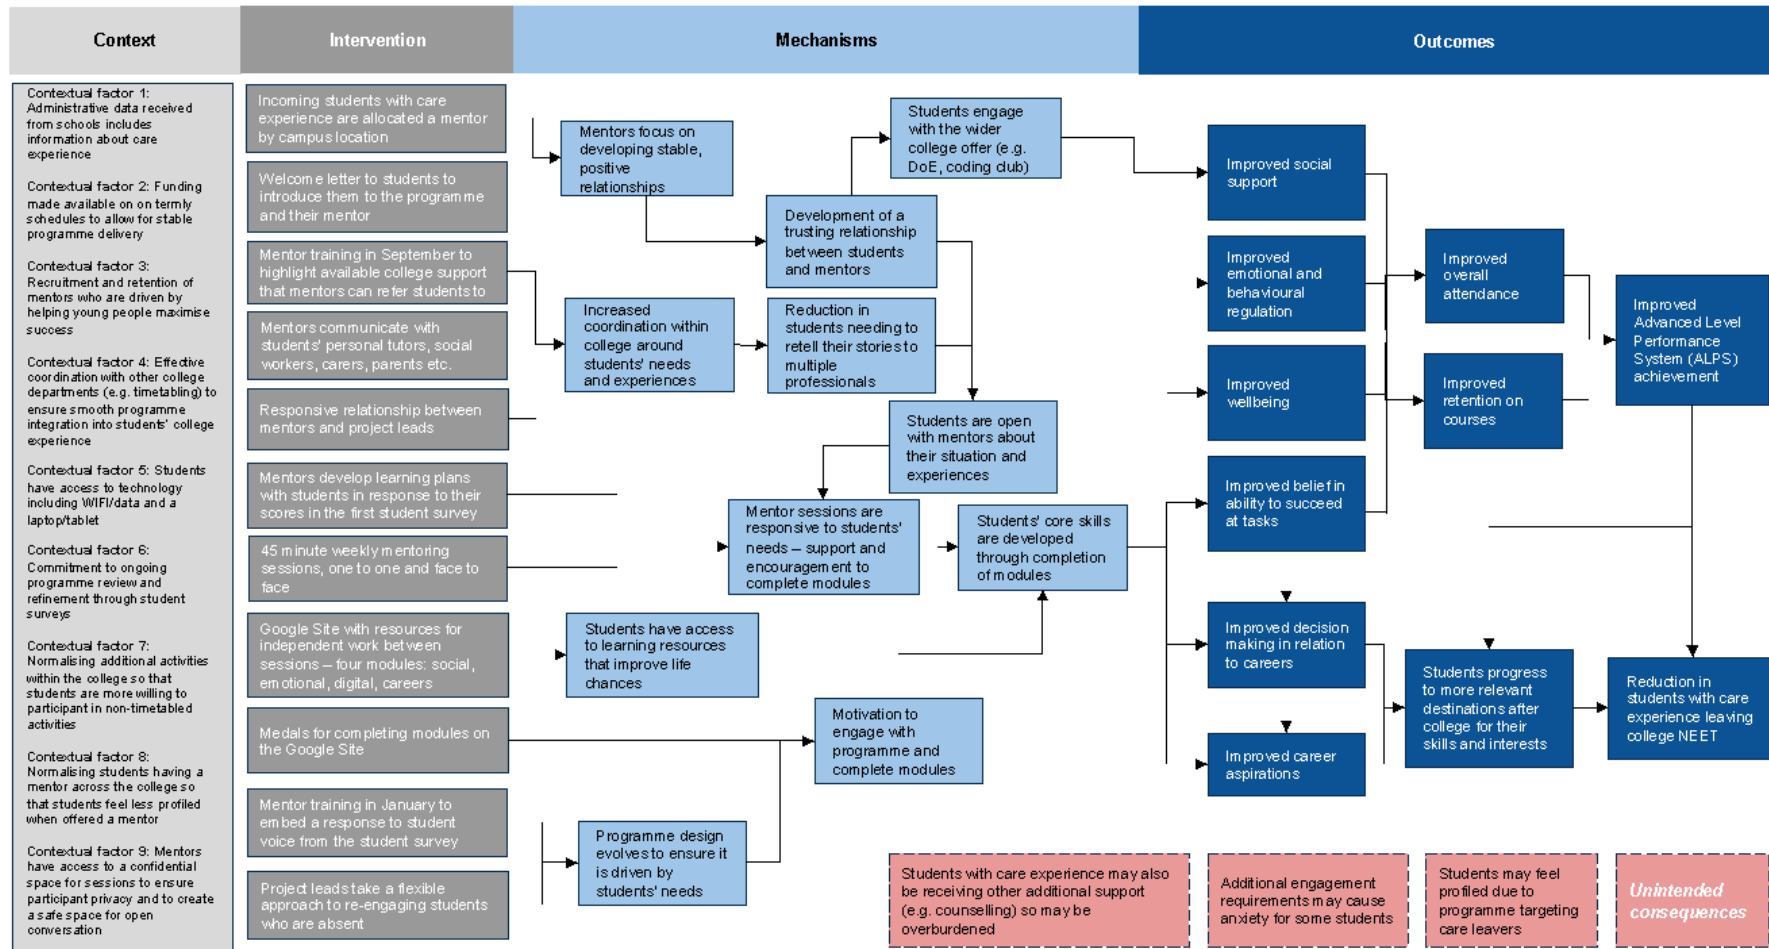 Context
Intervention
Mechanisms
Outcomes
Contextual factor 1:
Administrative data received
from schools includes
information about care
experience
Contextual factor 2: Funding
made available on on termly
schedules to allow for stable
programme delivery
Contextual factor 3:
Recruitment and retention of
mentors who are driven by
helping young people maximise
success
Contextual factor 4: Effective
coordination with other college
departments (e.g. timetabling) to
ensure smooth programme
integration into students' college
experience
Contextual factor 5: Students
have access to technology
including WIFI/data and a
laptop/tablet
Contextual factor 6:
Commitment to ongoing
programme review and
refinement through student
surveys
Contextual factor 7:
Normalising additional activities
within the college so that
students are more willing to
participant in non-timetabled
activities
Contextual factor 8:
Normalising students having a
mentor across the college so
that students feel less profiled
when offered a mentor
Contextual factor 9: Mentors
have access to a confidential
space for sessions to ensure
participant privacy and to create
a safe space for open
conversation
Incoming students with care
experience are allocated a mentor
by campus location
Welcome letter to students to
introduce them to the programme
and their mentor
Mentor training in September to
highlight available college support
that mentors can refer students to
Mentors communicate with
students' personal tutors, social
workers, carers, parents etc.
Responsive relationship between
mentors and project leads
Mentors develop learning plans
with students in response to their
scores in the first student survey
45 minute weekly mentoring
sessions, one to one and face to
face
Google Site with resources for
independent work between
sessions – four modules: social,
emotional, digital, careers
Medals for completing modules on
the Google Site
Mentor training in January to
embed a response to student
voice from the student survey
Project leads take a flexible
approach to re-engaging students
who are absent
Mentors focus on
developing stable,
positive
relationships
Students engage
with the wider
college offer (e.g.
DoE, coding club)
Development of a
trusting relationship
between students
and mentors
Increased
coordination within
college around
students' needs
and experiences
Reduction in
students needing to
retell their stories to
multiple
professionals
Students are open
with mentors about
their situation and
experiences
Mentor sessions are
responsive to students'
needs – support and
encouragement to
complete modules
Students' core skills
are developed
through completion
of modules
Students have access
to learning resources
that improve life
chances
Motivation to
engage with
programme and
complete modules
Programme design
evolves to ensure it
is driven by
students' needs
Improved social
support
Improved
emotional and
behavioural
regulation
Improved
wellbeing
Improved belief in
ability to succeed
at tasks
Improved decision
making in relation
to careers
Improved career
aspirations
Improved
overall
attendance
Improved
retention on
courses
Students progress
to more relevant
destinations after
college for their
skills and interests
Improved
Advanced Level
Performance
System (ALPS)
achievement
Reduction in
students with care
experience leaving
college NEET
Students with care experience may also
be receiving other additional support
(e.g. counselling) so may be
overburdened
Additional engagement
requirements may cause
anxiety for some students
Students may feel
profiled due to
programme targeting
care leavers
Unintended
consequences